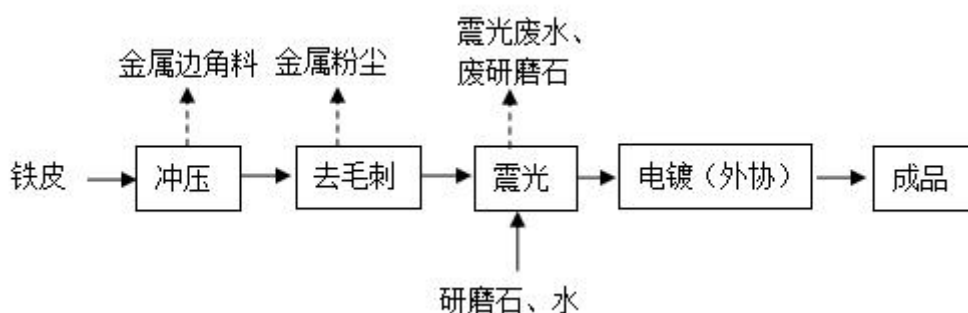 震光废水、
金属边角料 金属粉尘 废研磨石
铁皮 冲压 去毛刺 震光 电镀（外协） 成品
研磨石、水